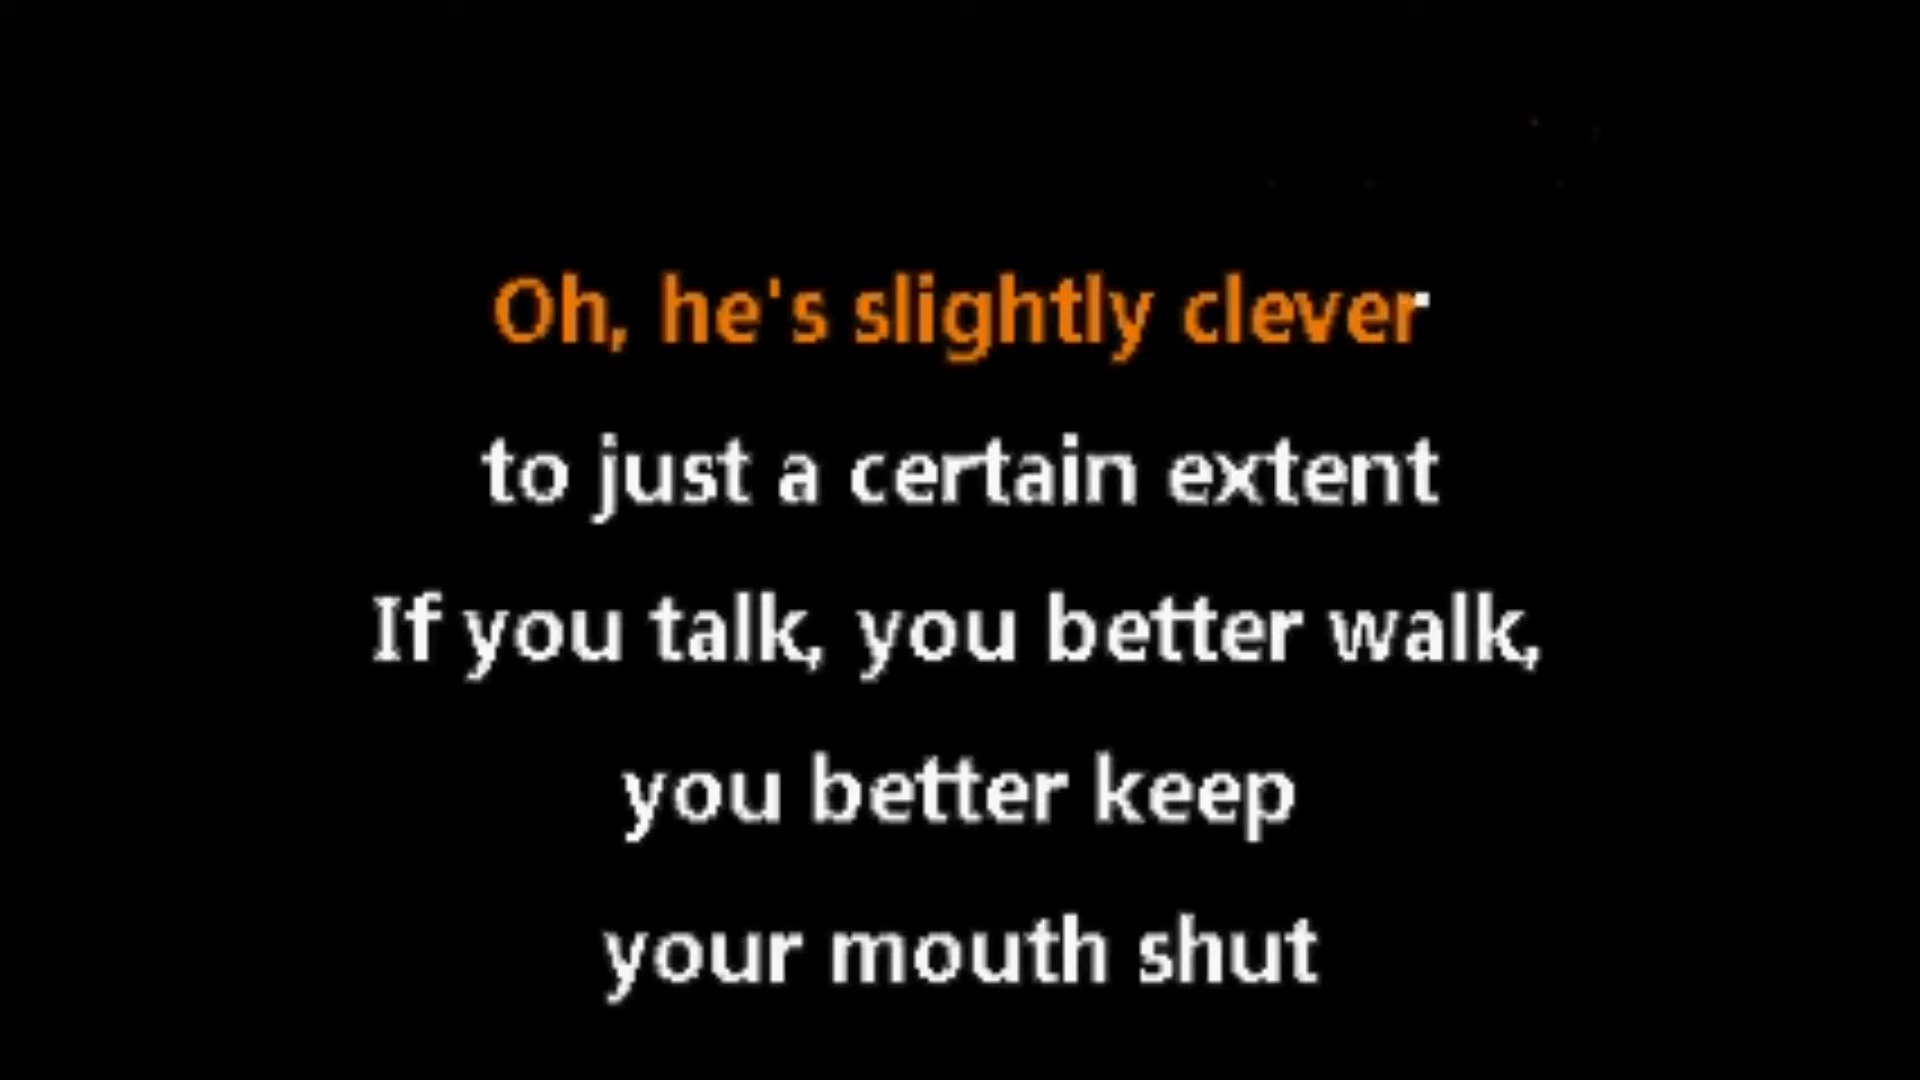 Oh, he's slightly clever
to just a certain extent
If you talk, you better walk,
you better keep
your mouth shut